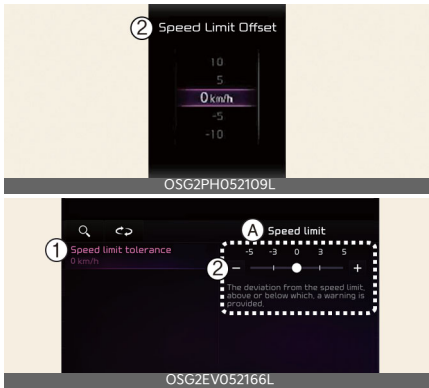 2 Speed Limit Offset
10
5
0 km/h
-5
-10
OSG2PH052109L
A Speed limit
1 Speed limit tolerance
0 km/h
-5 -3 0 3 5
2 − +
The deviation from the speed limit,
above or below which, a warning is
provided.
OSG2EV052166L